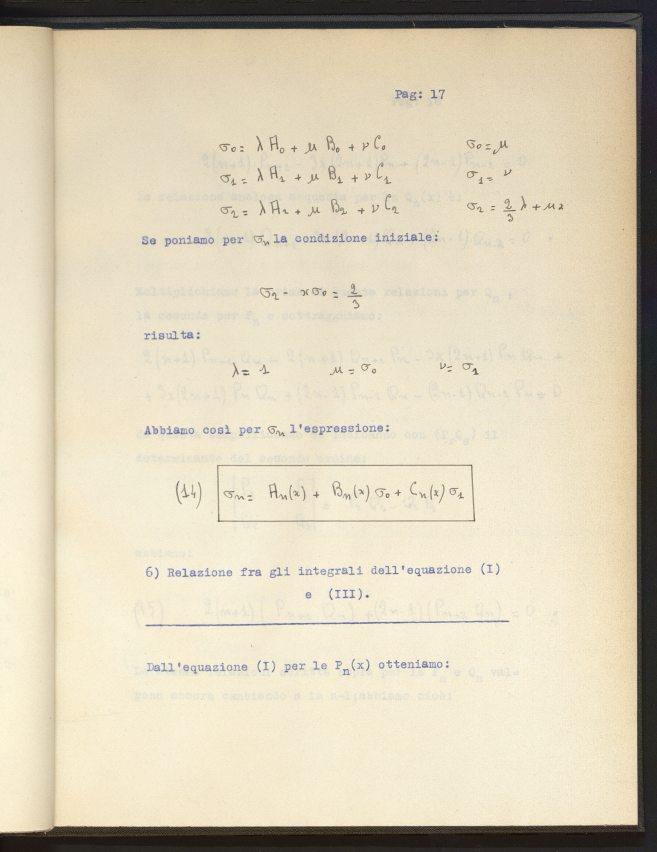 Pag: 17
σ₀= λ A₀ + μ B₀ + ν C₀ σ₀= μ
σ₁= λ A₁ + μ B₁ + ν C₁ σ₁= ν
σ₂= λ A₂ + μ B₂ + ν C₂ σ₂ = 2/3 λ + μx
Se poniamo per σₙ la condizione iniziale:
σ₂ - xσ₀ = 2/3
risulta:
λ= 1 μ = σ₀ ν= σ₁
Abbiamo così per σₙ l'espressione:
(14) σₙ= Aₙ(x) + Bₙ(x) σ₀ + Cₙ(x) σ₁
6) Relazione fra gli integrali dell'equazione (I)
e (III).
Dall'equazione (I) per le Pₙ(x) otteniamo: